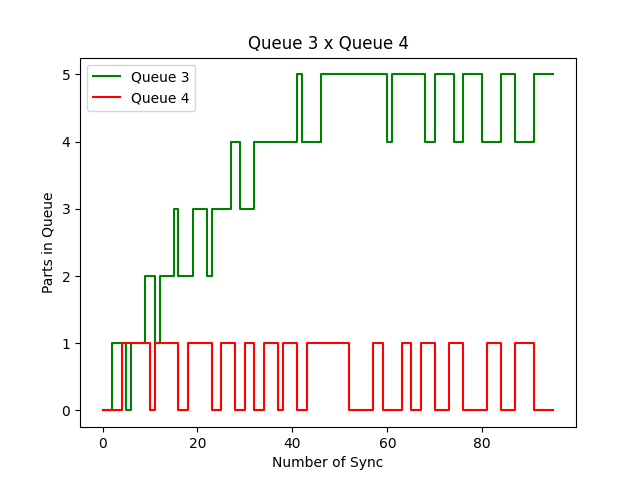 Queue 3 x Queue 4
Queue 3
Queue 4
Parts in Queue
5
4
3
2
1
0
0 20 40 60 80
Number of Sync